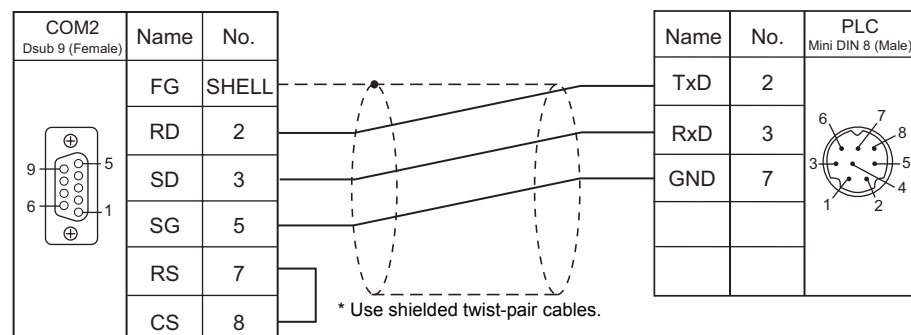 COM2
Dsub 9 (Female)
Name
No.
FG
SHELL
RD
2
SD
3
SG
5
RS
7
CS
8
9
5
6
1
* Use shielded twist-pair cables.
Name
No.
PLC
Mini DIN 8 (Male)
TxD
2
RxD
3
GND
7
6
7
8
3
5
4
1
2